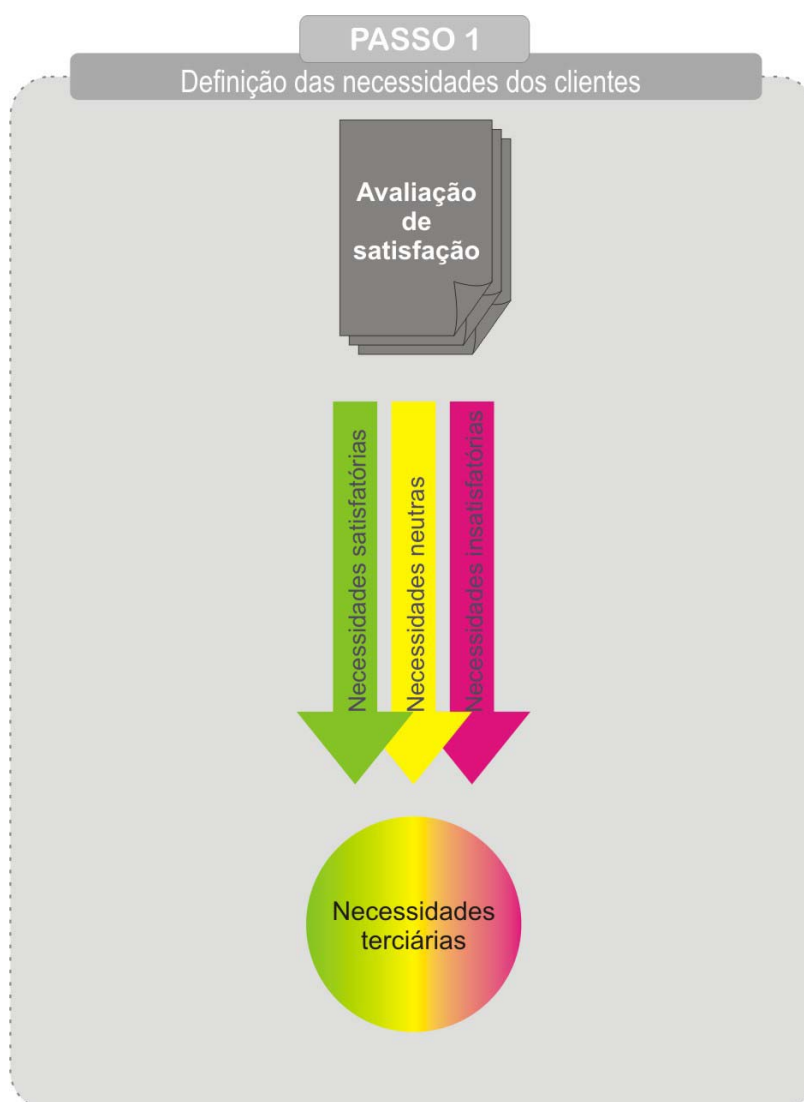 PASSO 1
Definição das necessidades dos clientes
Avaliação
de
satisfação
Necessidades satisfatórias
Necessidades neutras
Necessidades insatisfatórias
Necessidades
terciárias